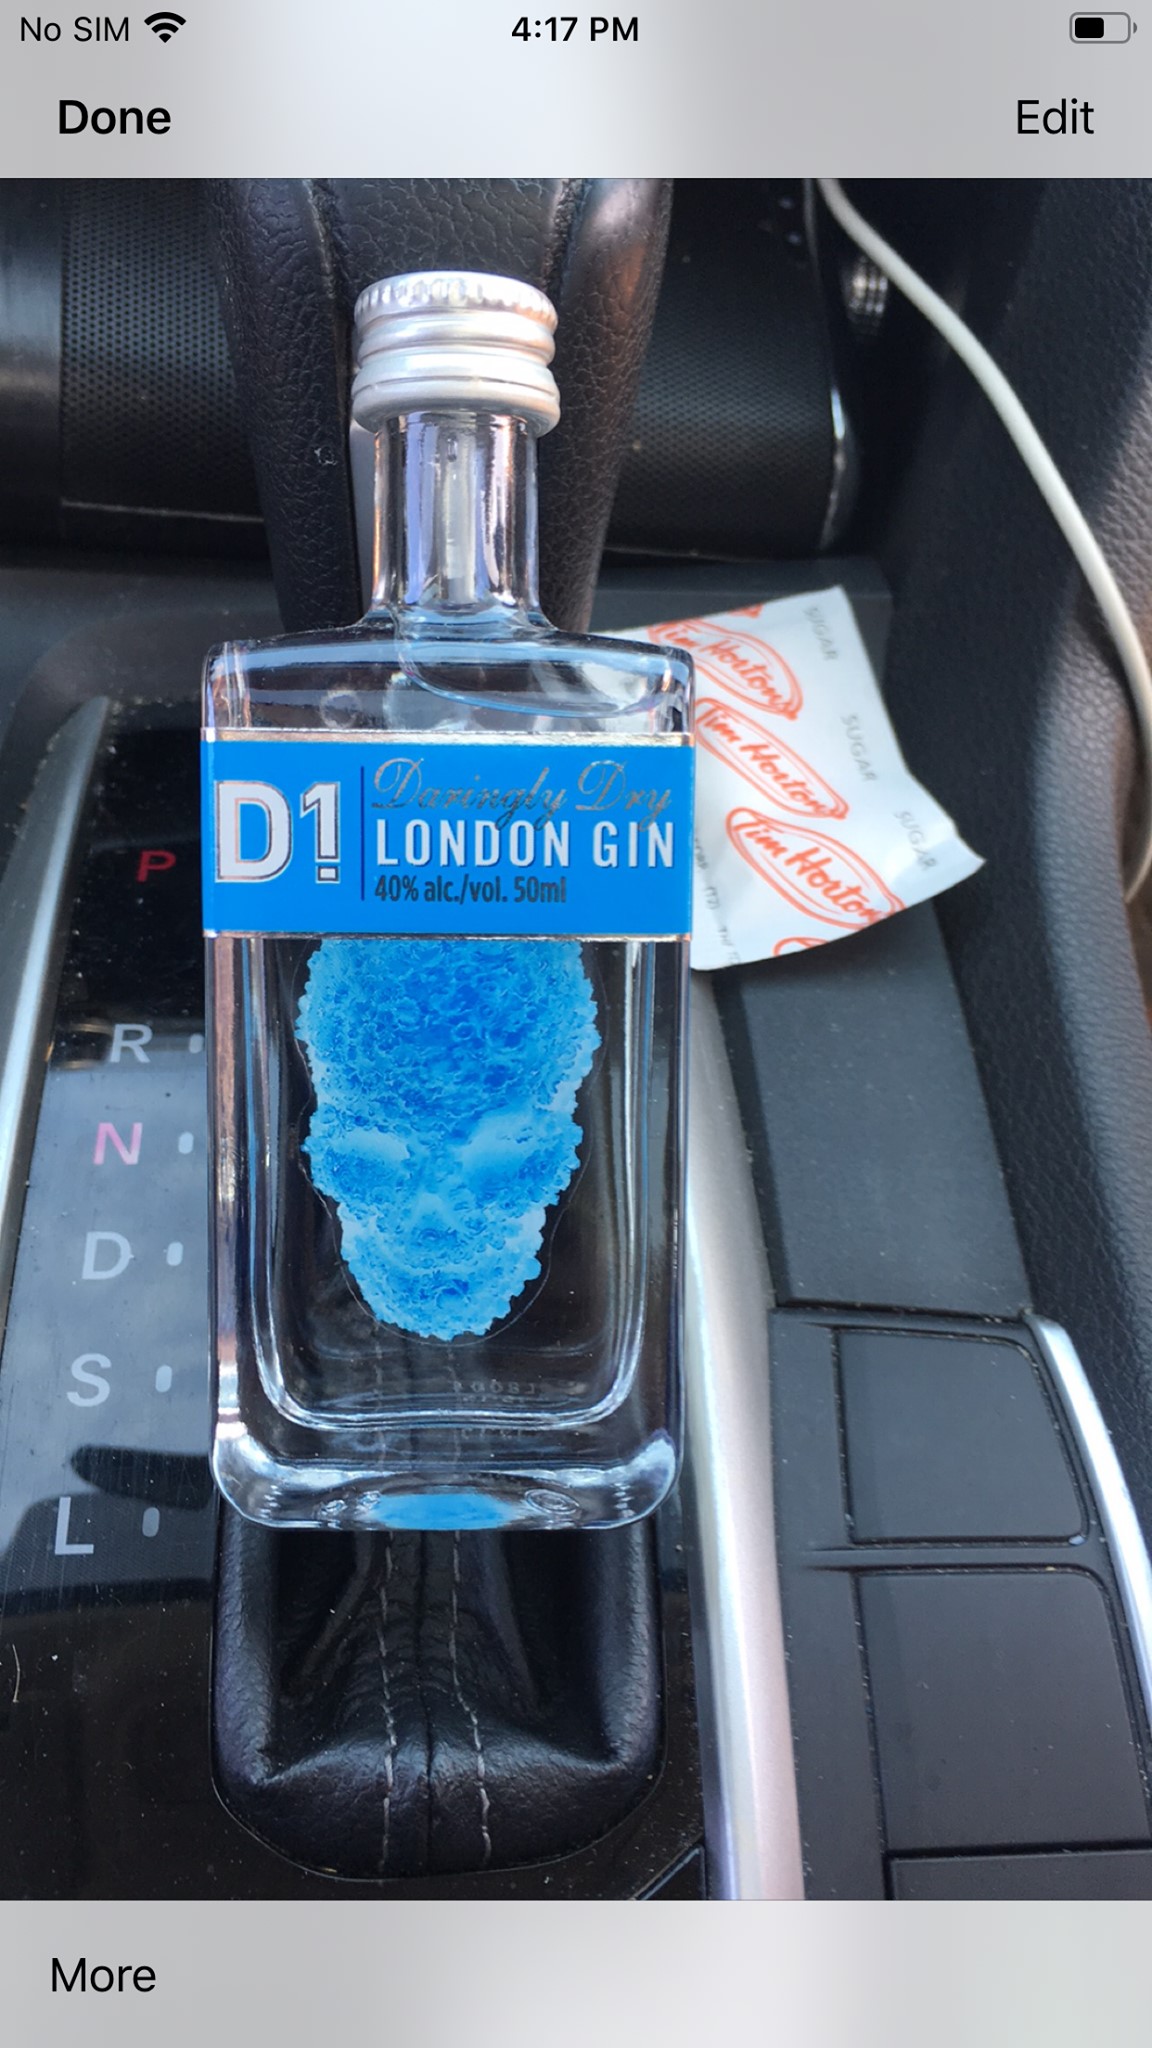 No SIM
4:17 PM
Done
Edit
D1
Daringly Dry
LONDON GIN
40% alc./vol. 50ml
Tim Hortons
Tim Hortons
Tim Hortons
SUGAR
SUGAR
SUGAR
P
R
N
D
S
L
More